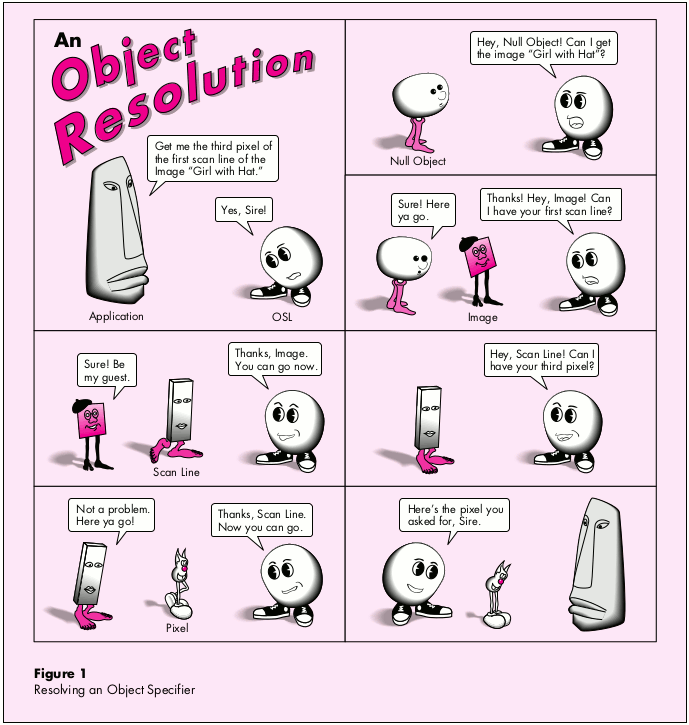 An
Object
Resolution
Get me the third pixel of
the first scan line of the
Image “Girl with Hat.”
Yes, Sire!
Application
OSL
Hey, Null Object! Can I get
the image “Girl with Hat”?
Null Object
Sure! Here
ya go.
Thanks! Hey, Image! Can
I have your first scan line?
Image
Sure! Be
my guest.
Thanks, Image.
You can go now.
Scan Line
Hey, Scan Line! Can I
have your third pixel?
Not a problem.
Here ya go!
Thanks, Scan Line.
Now you can go.
Pixel
Here’s the pixel you
asked for, Sire.
Figure 1
Resolving an Object Specifier